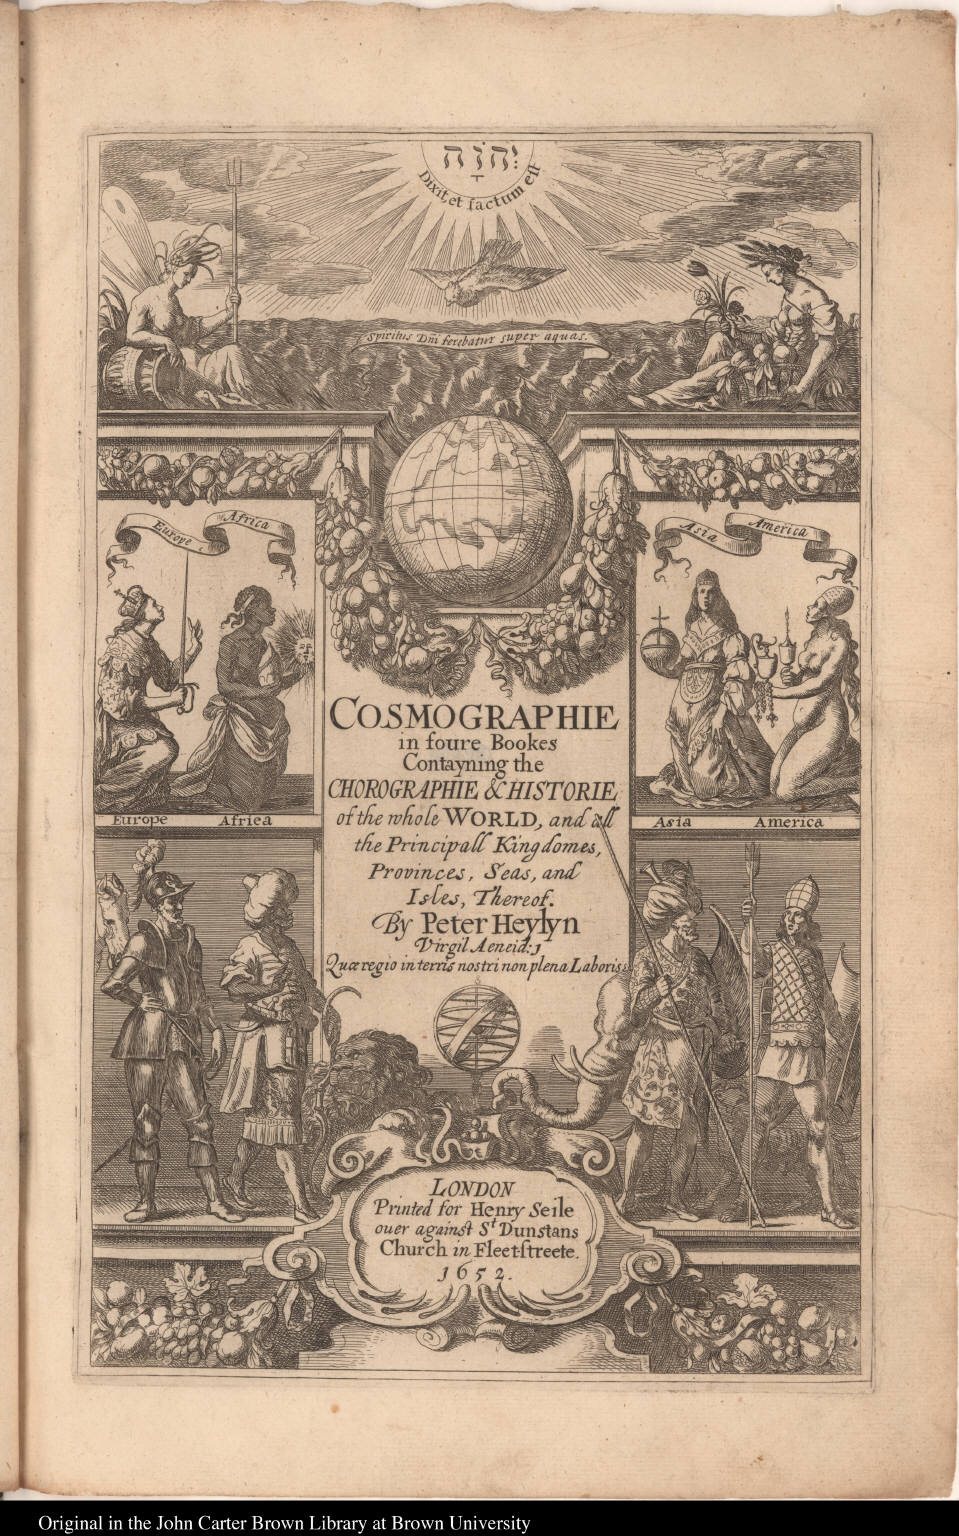 יְהוָֹה
Dixit, et factum est
Spiritus Dni ferebatur super aquas.
Europe, Africa
Asia America
COSMOGRAPHIE
in foure Bookes
Contayning the
CHOROGRAPHIE & HISTORIE
of the whole WORLD, and all
the Principall Kingdomes,
Provinces, Seas, and
Isles, Thereof.
By Peter Heylyn
Virgil Aeneid: 1
Quæ regio in terris nostri non plena Laboris:
Europe Africa
Asia America
LONDON
Printed for Henry Seile
ouer against St Dunstans
Church in Fleetstreete.
1652.
Original in the John Carter Brown Library at Brown University